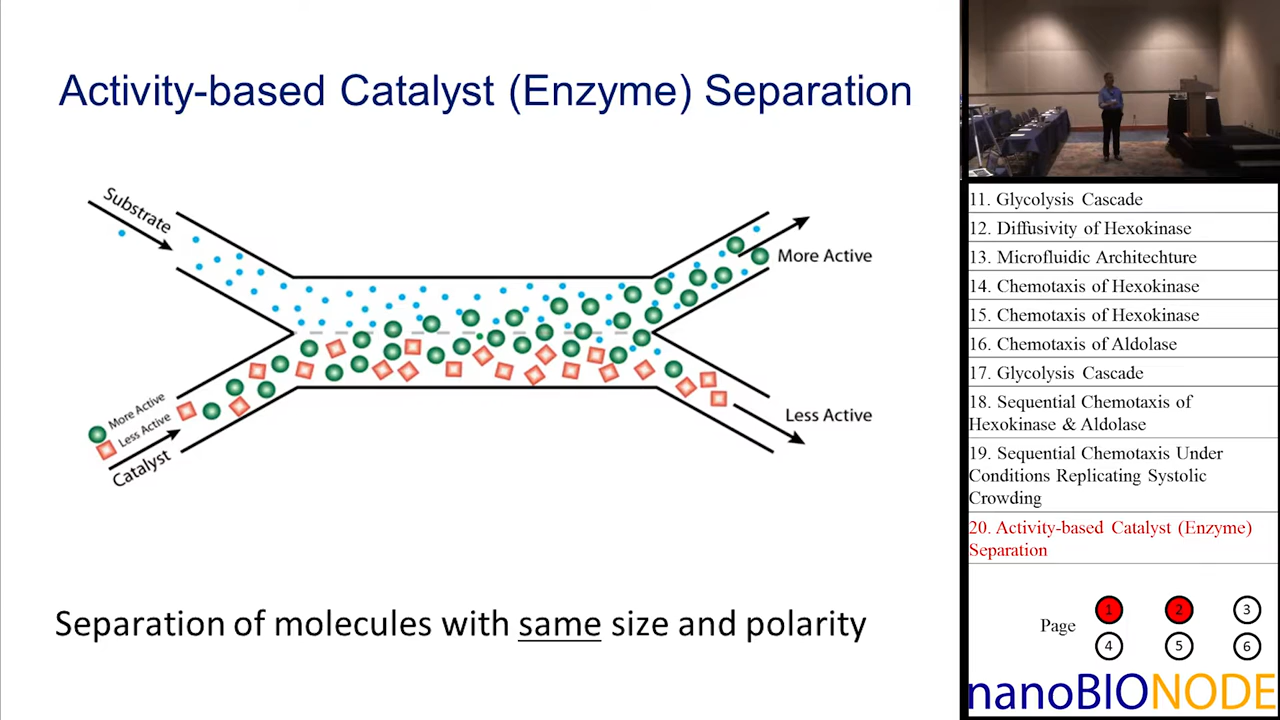 Activity-based Catalyst (Enzyme) Separation
Substrate
More Active
More Active
Less Active
Catalyst
Less Active
Separation of molecules with same size and polarity
11. Glycolysis Cascade
12. Diffusivity of Hexokinase
13. Microfluidic Architechture
14. Chemotaxis of Hexokinase
15. Chemotaxis of Hexokinase
16. Chemotaxis of Aldolase
17. Glycolysis Cascade
18. Sequential Chemotaxis of
Hexokinase & Aldolase
19. Sequential Chemotaxis Under
Conditions Replicating Systolic
Crowding
20. Activity-based Catalyst (Enzyme)
Separation
Page
1 2 3
4 5 6
nanoBIONODE